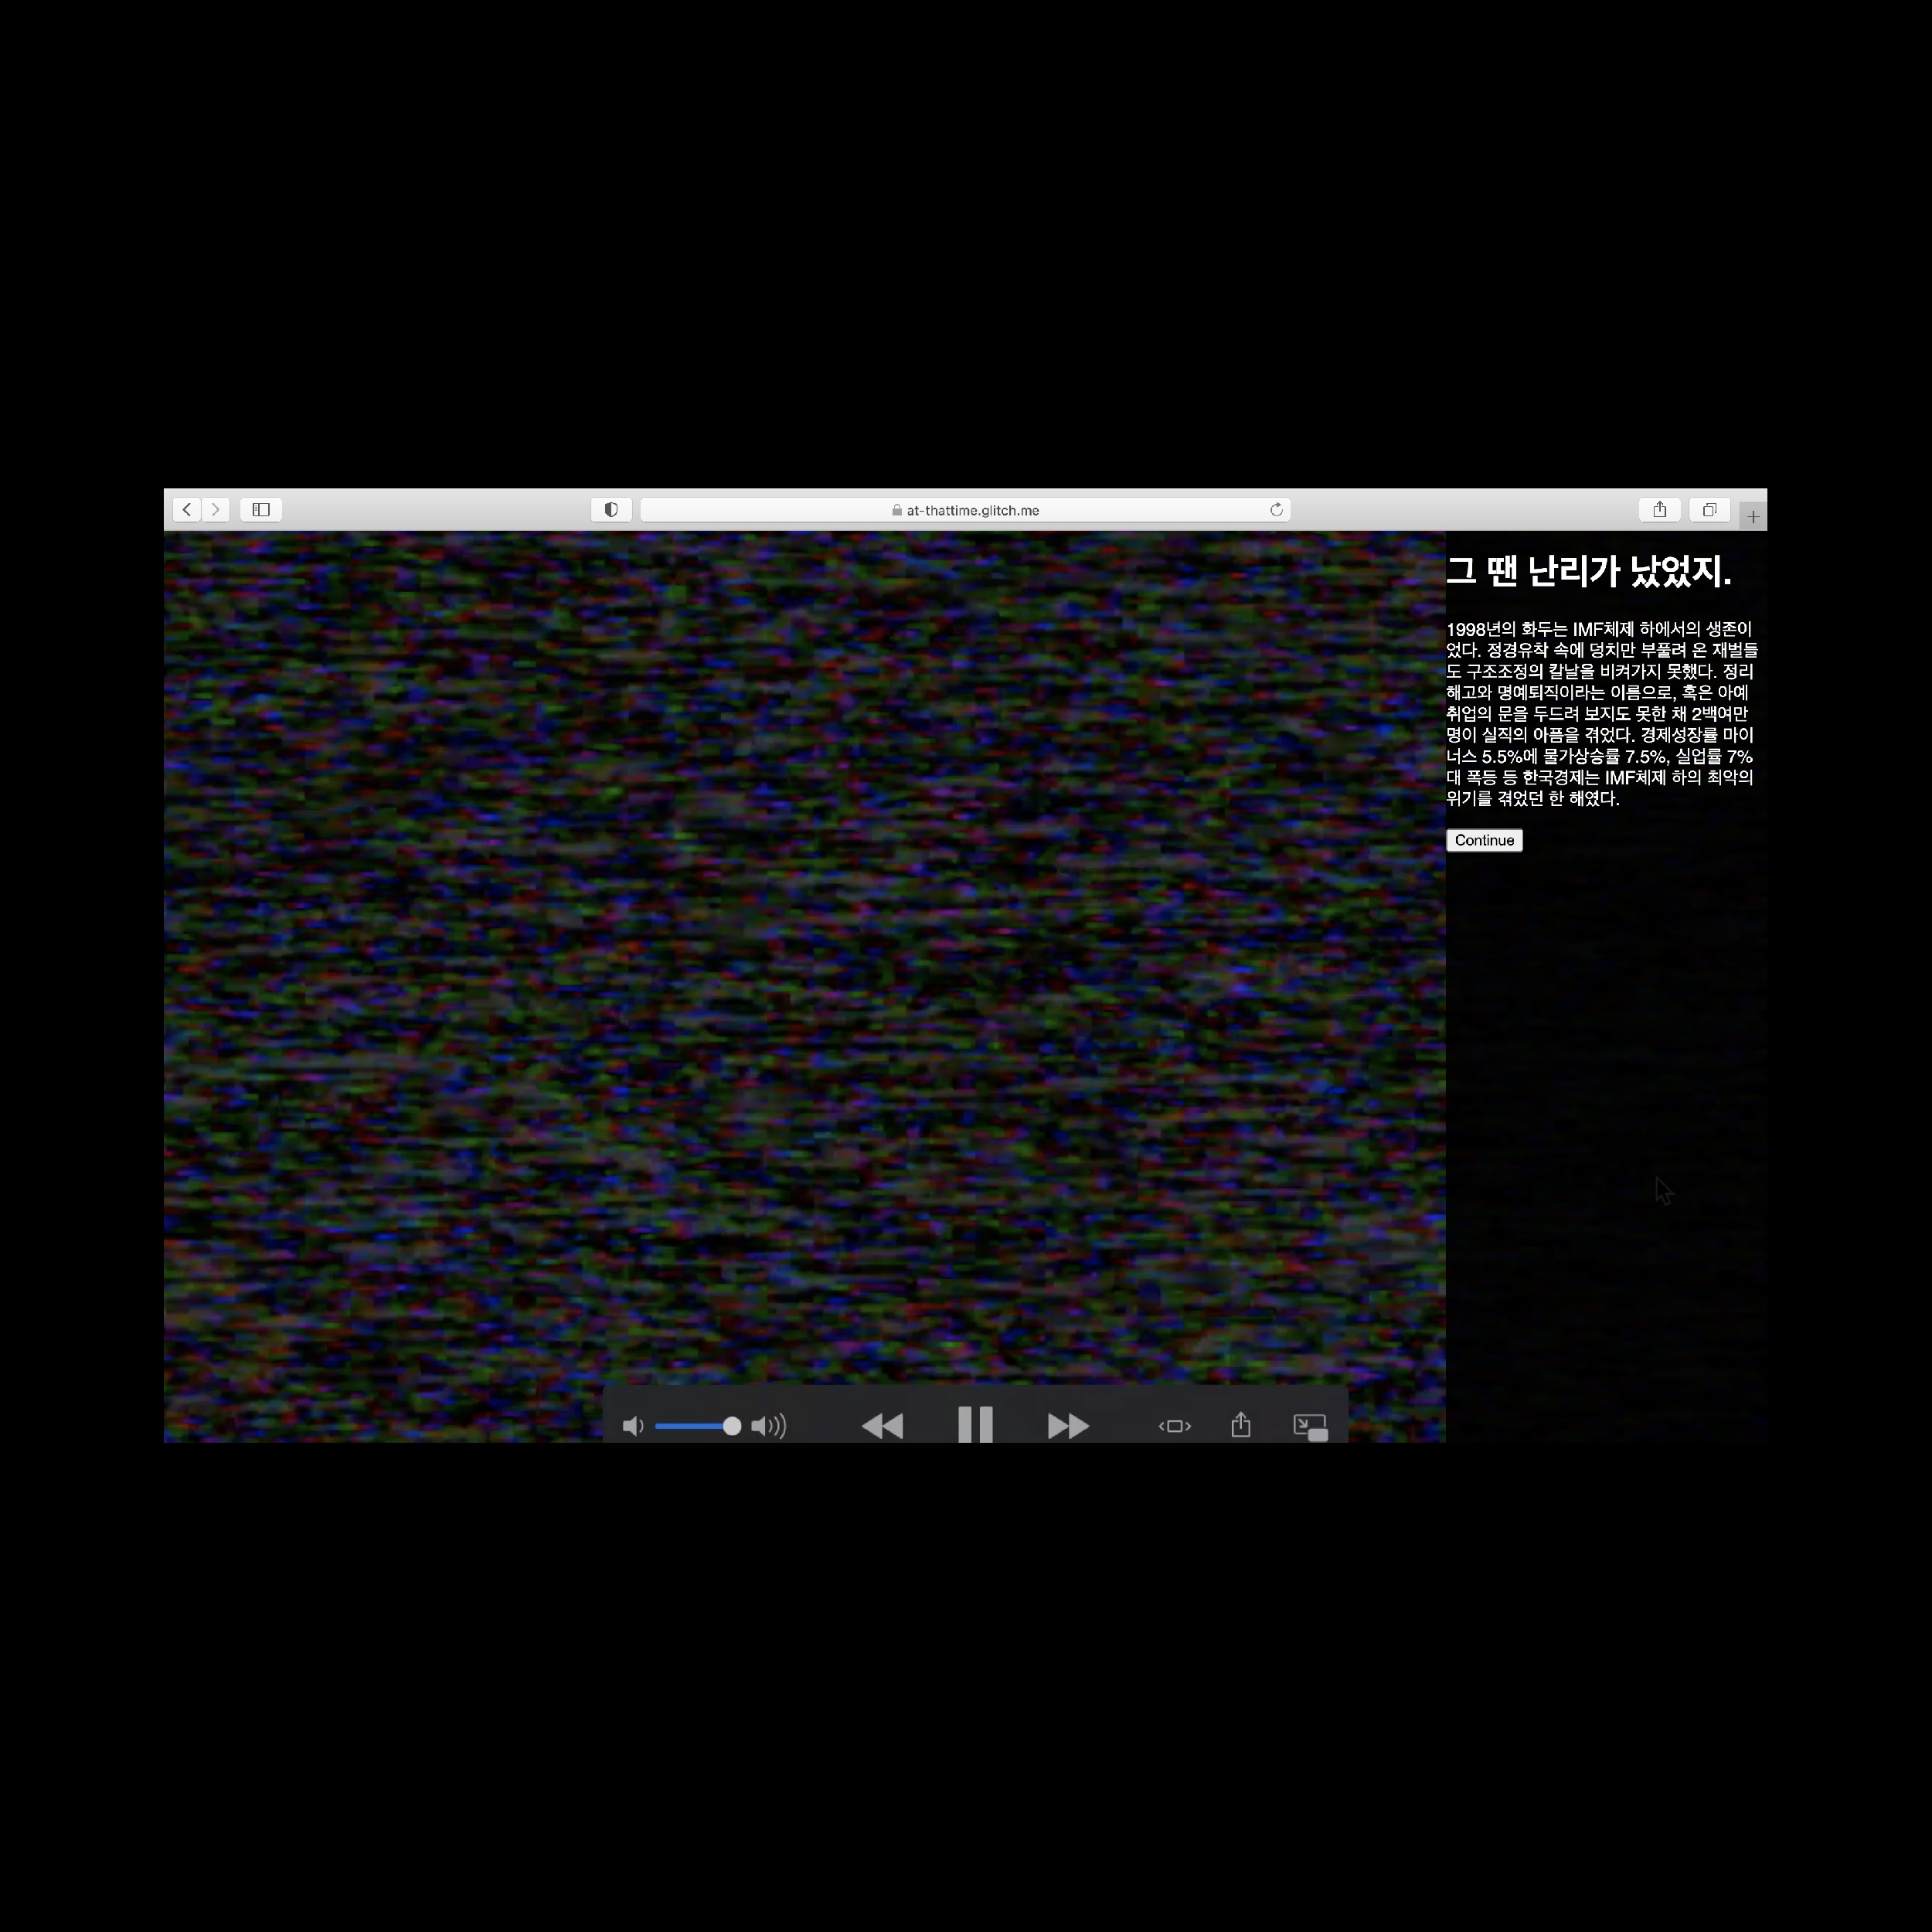 at-thattime.glitch.me
그 땐 난리가 났었지.
1998년의 화두는 IMF체제 하에서의 생존이
었다. 정경유착 속에 덩치만 부풀려 온 재벌들
도 구조조정의 칼날을 비켜가지 못했다. 정리
해고와 명예퇴직이라는 이름으로, 혹은 아예
취업의 문을 두드려 보지도 못한 채 2백여만
명이 실직의 아픔을 겪었다. 경제성장률 마이
너스 5.5%에 물가상승률 7.5%, 실업률 7%
대 폭등 등 한국경제는 IMF체제 하의 최악의
위기를 겪었던 한 해였다.
Continue